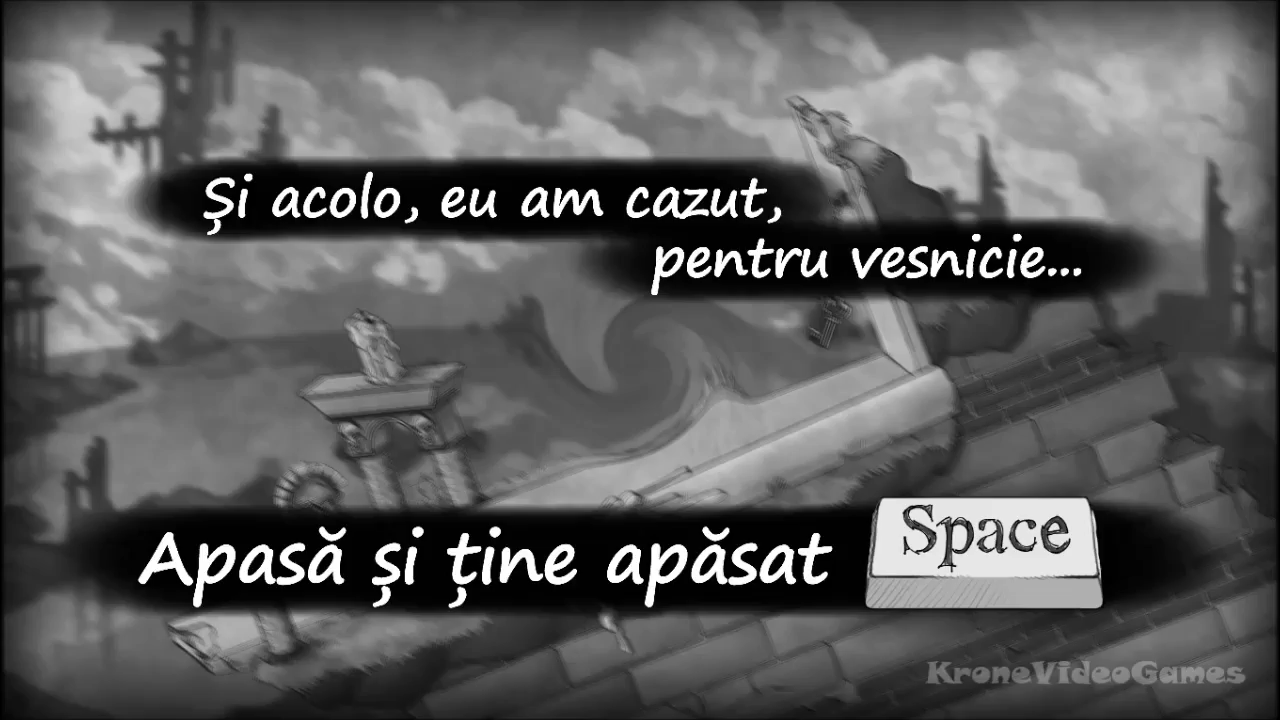 Și acolo, eu am cazut,
pentru vesnicie...
Apasă și ține apăsat
Space
KroneVideoGames